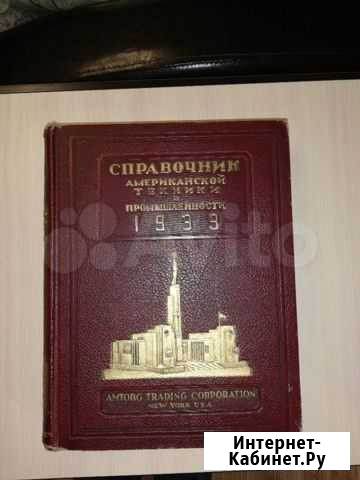 СПРАВОЧНИК
АМЕРИКАНСКОЙ
ТЕХНИКИ
И
ПРОМЫШЛЕННОСТИ
1939
Avito
AMTORG TRADING CORPORATION
NEW YORK U.S.A.
Интернет-
Кабинет.Ру